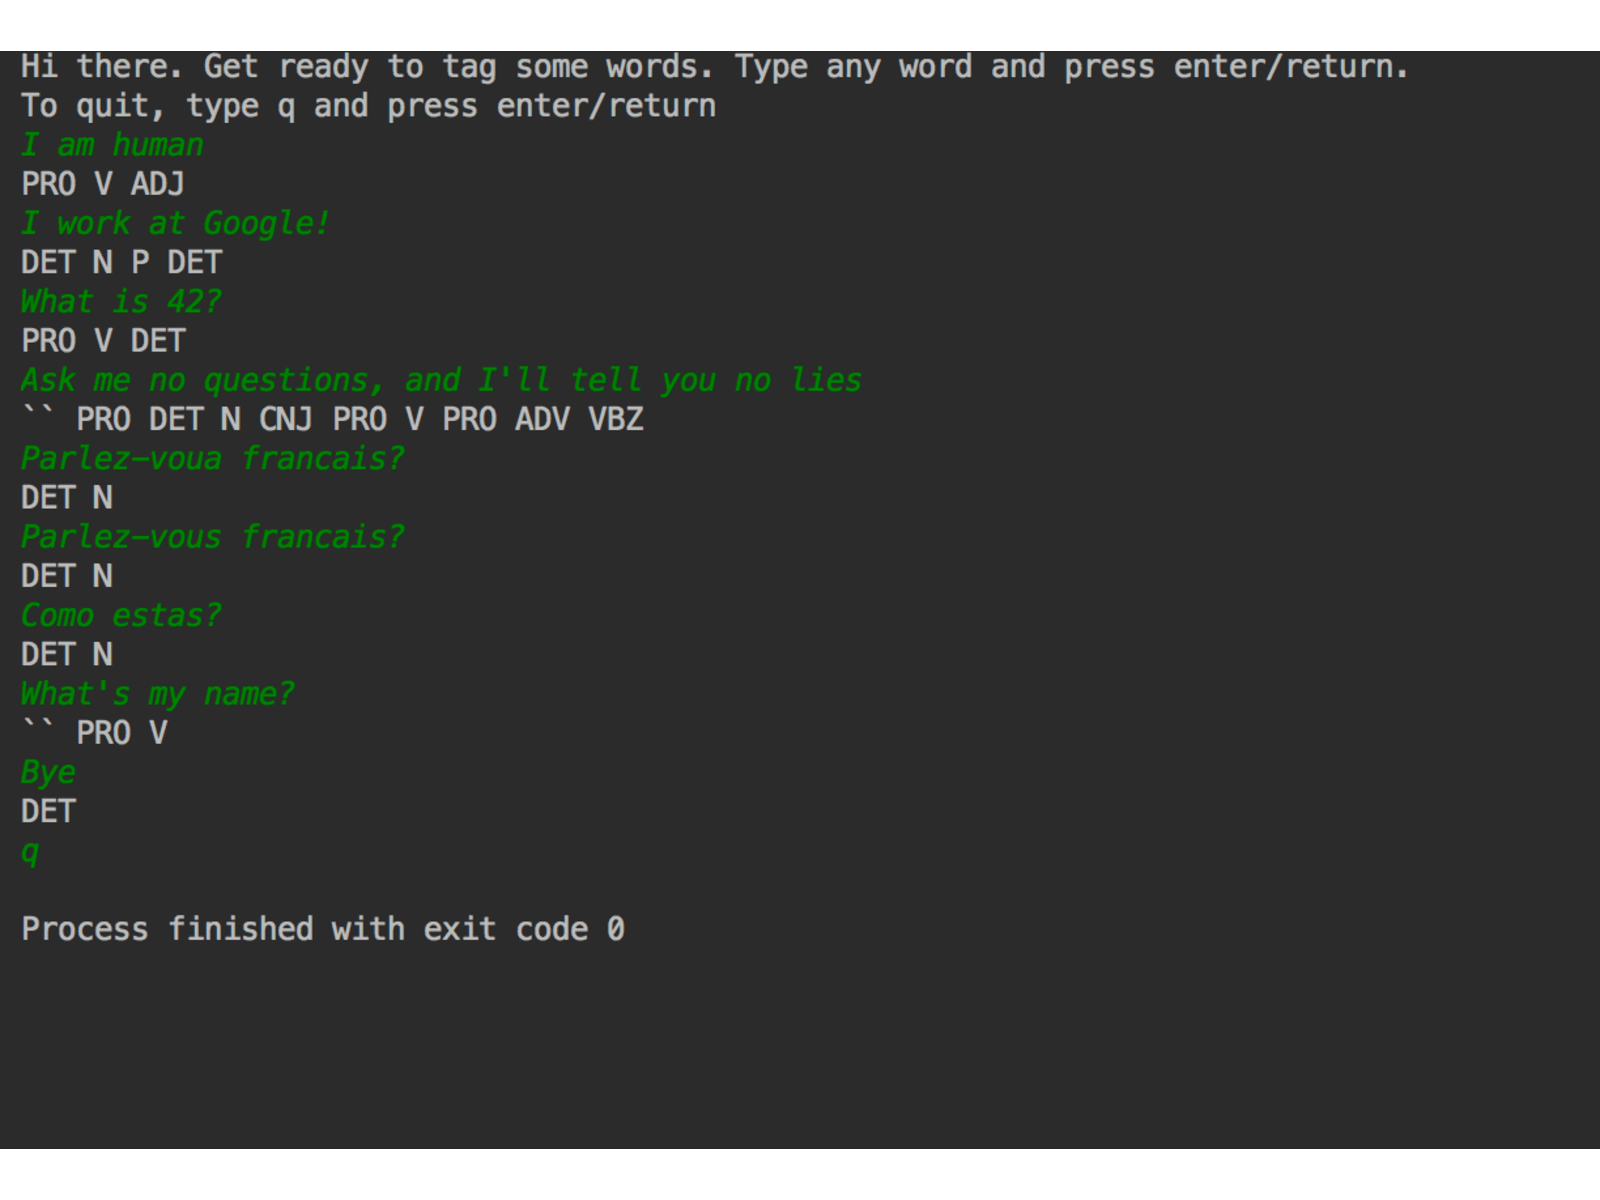 Hi there. Get ready to tag some words. Type any word and press enter/return.
To quit, type q and press enter/return
I am human
PRO V ADJ
I work at Google!
DET N P DET
What is 42?
PRO V DET
Ask me no questions, and I'll tell you no lies
`` PRO DET N CNJ PRO V PRO ADV VBZ
Parlez-voua francais?
DET N
Parlez-vous francais?
DET N
Como estas?
DET N
What's my name?
`` PRO V
Bye
DET
q
Process finished with exit code 0